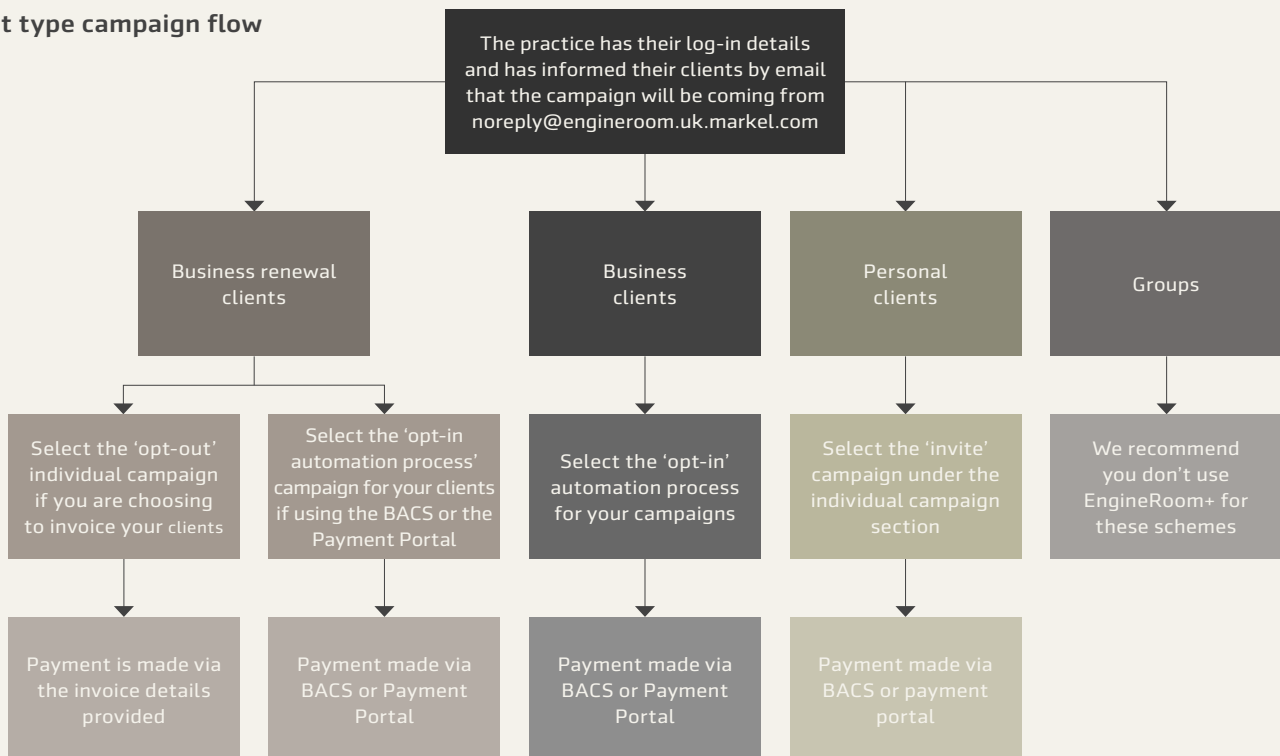 t type campaign flow
The practice has their log-in details
and has informed their clients by email
that the campaign will be coming from
noreply@engineroom.uk.markel.com
Business renewal
clients
Business
clients
Personal
clients
Groups
Select the ‘opt-out’
individual campaign
if you are choosing
to invoice your clients
Select the ‘opt-in
automation process’
campaign for your clients
if using the BACS or the
Payment Portal
Select the ‘opt-in’
automation process
for your campaigns
Select the ‘invite’
campaign under the
individual campaign
section
We recommend
you don’t use
EngineRoom+ for
these schemes
Payment is made via
the invoice details
provided
Payment made via
BACS or Payment
Portal
Payment made via
BACS or Payment
Portal
Payment made via
BACS or payment
portal